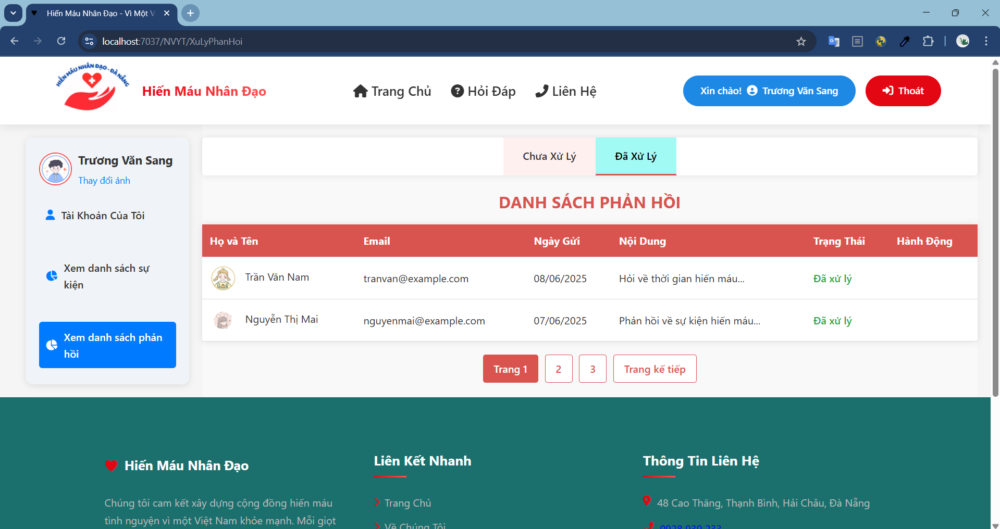 Hiến Máu Nhân Đạo - Vì Một V
localhost:7037/NVYT/XuLyPhanHoi
HIẾN MÁU NHÂN ĐẠO - ĐÀ NẴNG
Hiến Máu Nhân Đạo
Trang Chủ
Hỏi Đáp
Liên Hệ
Xin chào! Trương Văn Sang
Thoát
Trương Văn Sang
Thay đổi ảnh
Tài Khoản Của Tôi
Xem danh sách sự
kiện
Xem danh sách phản
hồi
Chưa Xử Lý
Đã Xử Lý
DANH SÁCH PHẢN HỒI
Họ và Tên Email Ngày Gửi Nội Dung Trạng Thái Hành Động
Trần Văn Nam tranvan@example.com 08/06/2025 Hỏi về thời gian hiến máu... Đã xử lý
Nguyễn Thị Mai nguyenmai@example.com 07/06/2025 Phản hồi về sự kiện hiến máu... Đã xử lý
Trang 1 2 3 Trang kế tiếp
Hiến Máu Nhân Đạo
Chúng tôi cam kết xây dựng cộng đồng hiến máu
tình nguyện vì một Việt Nam khỏe mạnh. Mỗi giọt
Liên Kết Nhanh
Trang Chủ
Về Chúng Tôi
Thông Tin Liên Hệ
48 Cao Thăng, Thạnh Bình, Hải Châu, Đà Nẵng
0928 939 233